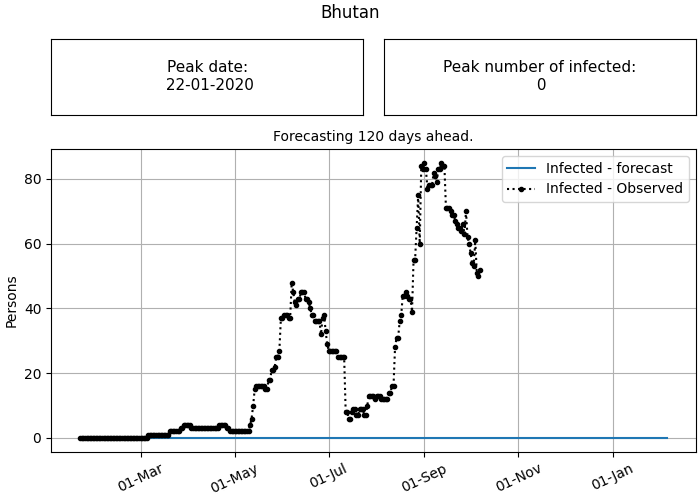 Bhutan
Peak date:
22-01-2020
Peak number of infected:
0
Forecasting 120 days ahead.
Infected - forecast
Infected - Observed
Persons
80
60
40
20
0
01-Mar
01-May
01-Jul
01-Sep
01-Nov
01-Jan